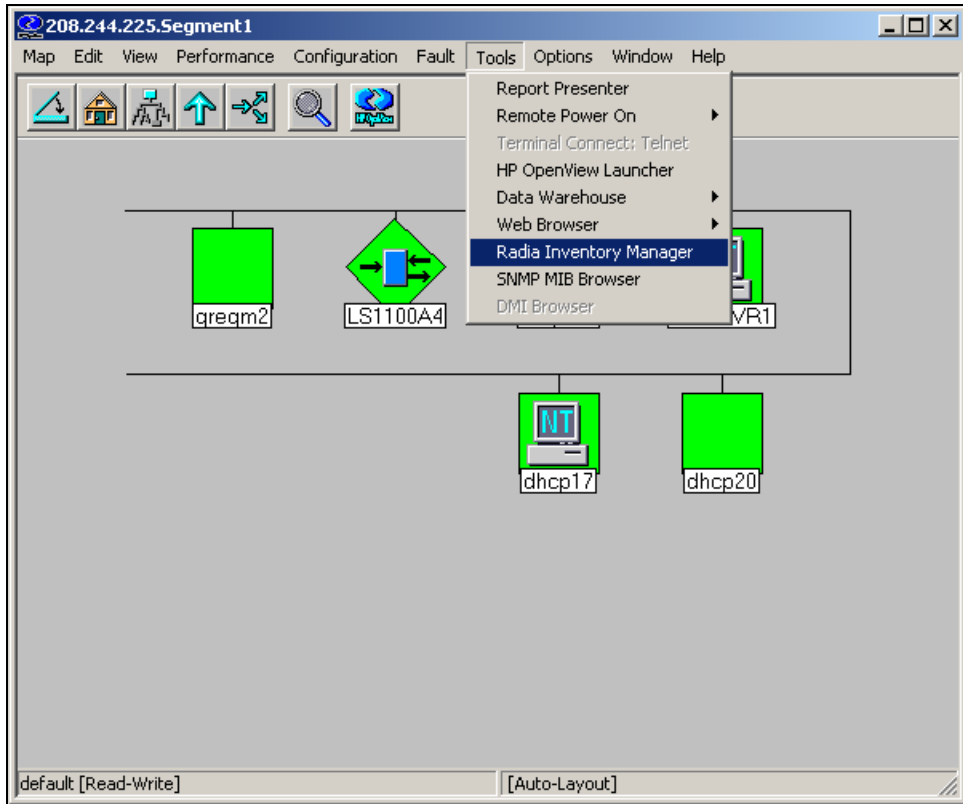 208.244.225.Segment1
Map Edit View Performance Configuration Fault Tools Options Window Help
Report Presenter
Remote Power On
Terminal Connect: Telnet
HP OpenView Launcher
Data Warehouse
Web Browser
Radia Inventory Manager
SNMP MIB Browser
DMI Browser
qreqm2 LS1100A4 VR1
NT
dhcp17 dhcp20
default [Read-Write] [Auto-Layout]